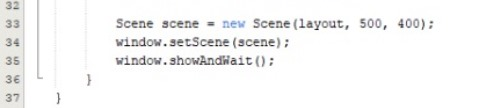 32
33 Scene scene = new Scene(layout, 500, 400);
34 window.setScene(scene);
35 window.showAndWait();
36 }
37 }